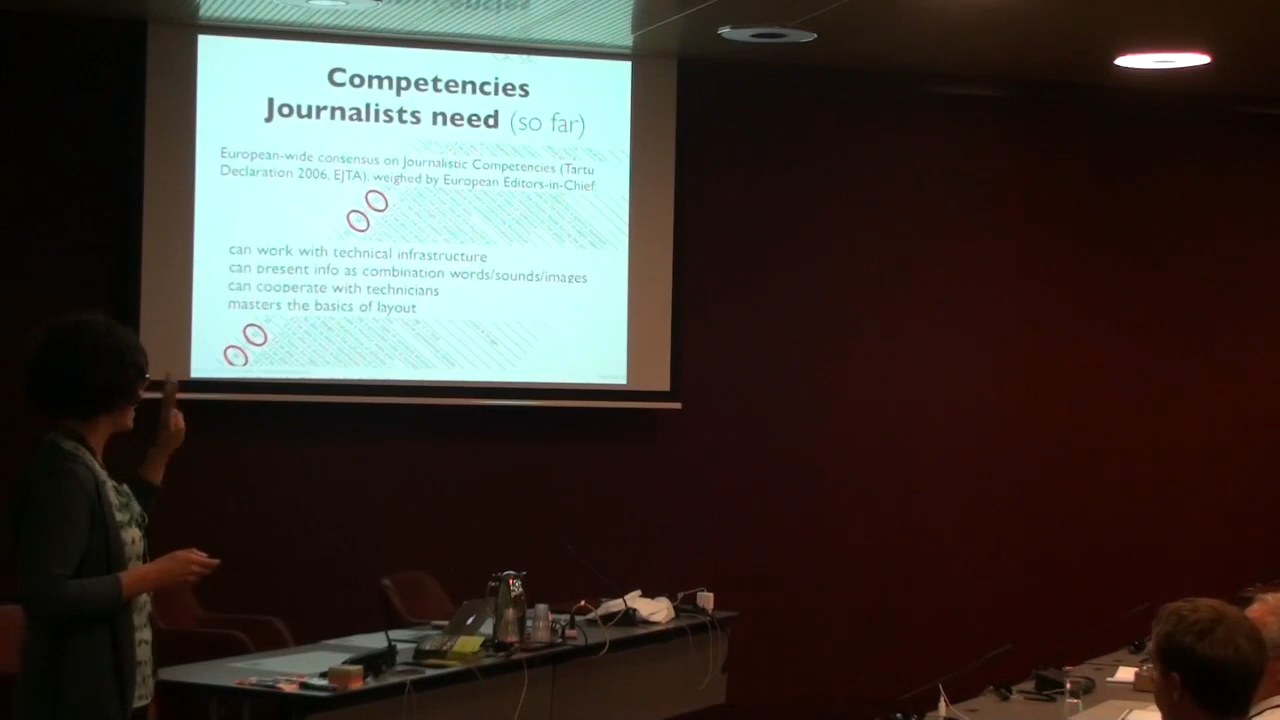 Competencies
Journalists need (so far)
European-wide consensus on Journalistic Competencies (Tartu
Declaration 2006, EJTA), weighed by European Editors-in-Chief
can work with technical infrastructure
can present info as combination words/sounds/images
can cooperate with technicians
masters the basics of layout